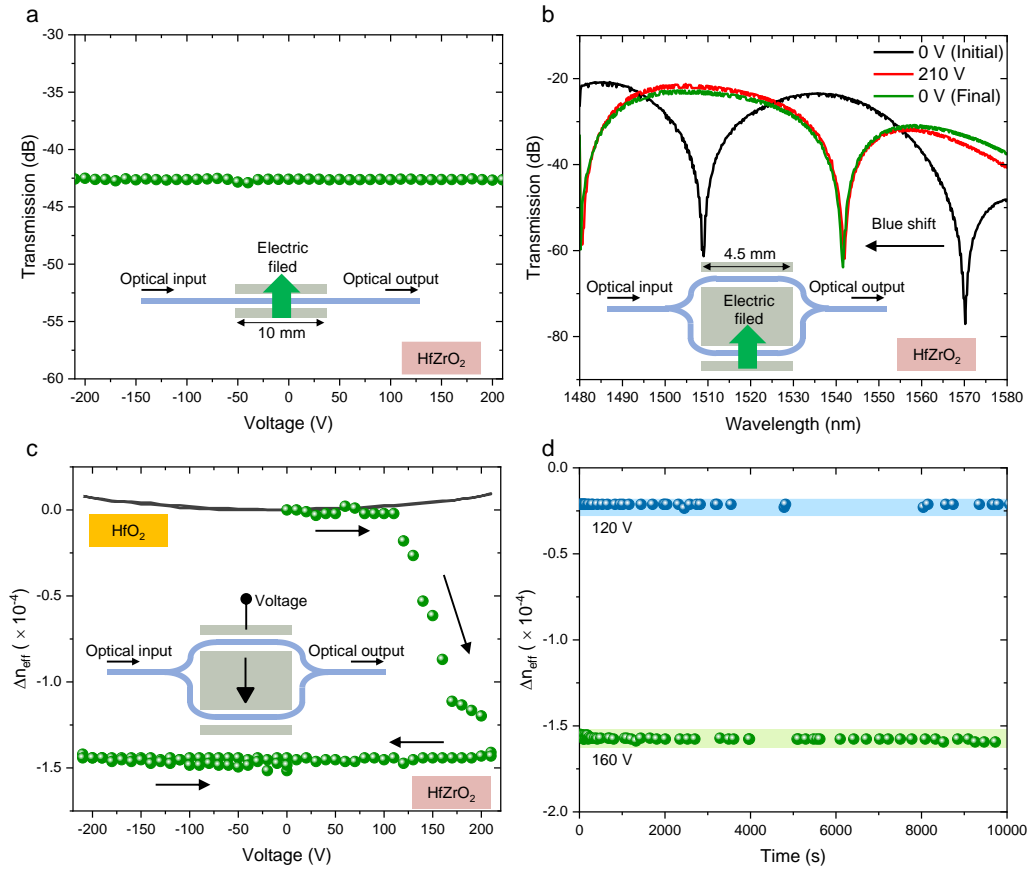 a
-30
-35
-40
-45
-50
-55
-60
Transmission (dB)
Electric
filed
Optical input
Optical output
10 mm
HfZrO2
-200 -150 -100 -50 0 50 100 150 200
Voltage (V)
b
-20
-40
-60
-80
Transmission (dB)
0 V (Initial)
210 V
0 V (Final)
Blue shift
4.5 mm
Optical input
Optical output
Electric
filed
HfZrO2
1480 1490 1500 1510 1520 1530 1540 1550 1560 1570 1580
Wavelength (nm)
c
0.0
-0.5
-1.0
-1.5
Δneff ( × 10-4)
HfO2
Voltage
Optical input
Optical output
HfZrO2
-200 -150 -100 -50 0 50 100 150 200
Voltage (V)
d
0.0
-0.5
-1.0
-1.5
-2.0
Δneff ( × 10-4)
120 V
160 V
0 2000 4000 6000 8000 10000
Time (s)